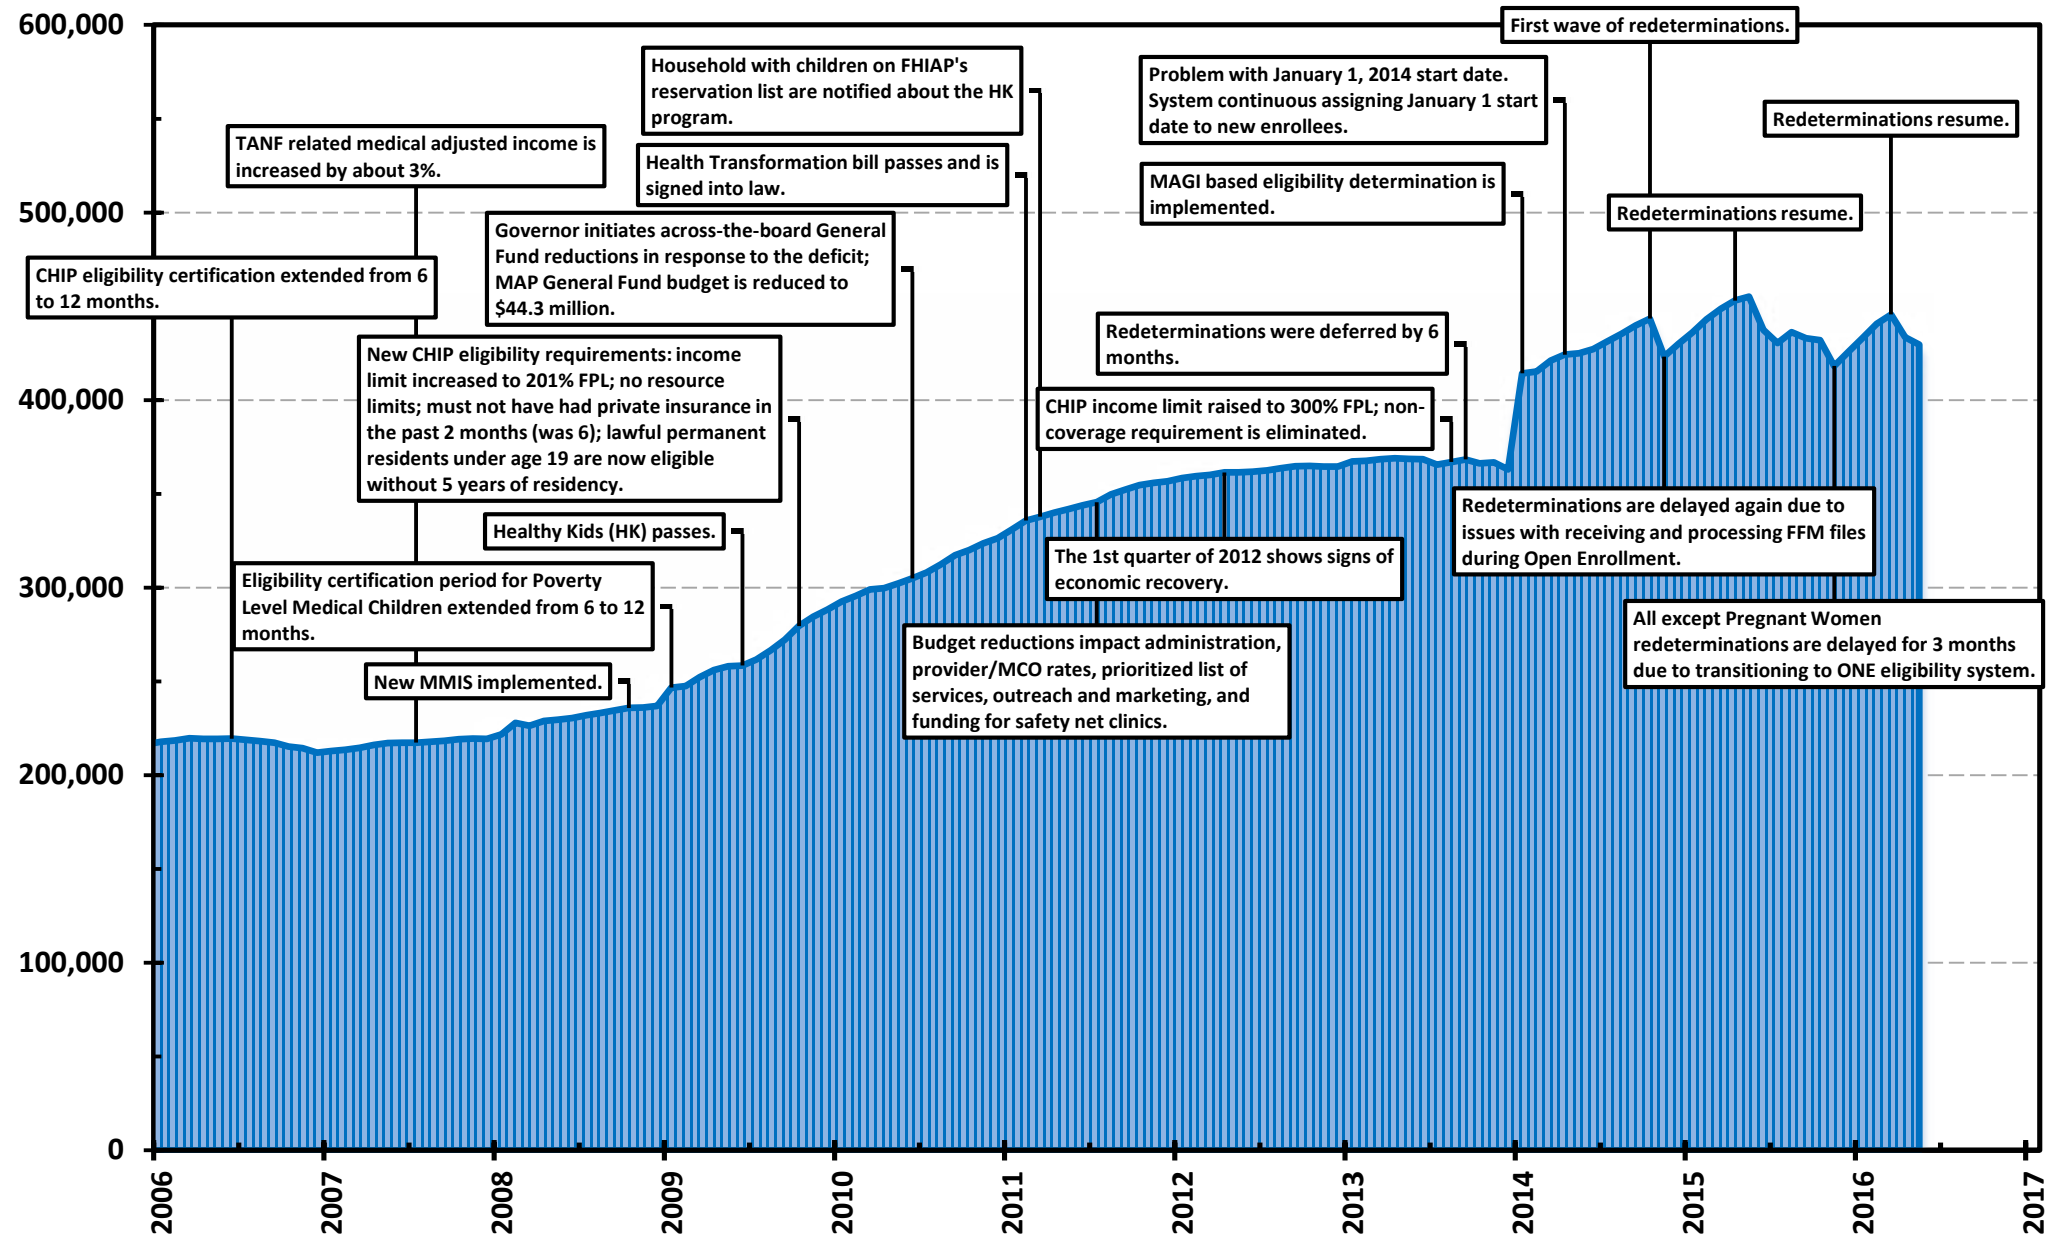 600,000
500,000
400,000
300,000
200,000
100,000
0
2006
2007
2008
2009
2010
2011
2012
2013
2014
2015
2016
2017
CHIP eligibility certification extended from 6
to 12 months.
TANF related medical adjusted income is
increased by about 3%.
New MMIS implemented.
Eligibility certification period for Poverty
Level Medical Children extended from 6 to 12
months.
Healthy Kids (HK) passes.
New CHIP eligibility requirements: income
limit increased to 201% FPL; no resource
limits; must not have had private insurance in
the past 2 months (was 6); lawful permanent
residents under age 19 are now eligible
without 5 years of residency.
Governor initiates across-the-board General
Fund reductions in response to the deficit;
MAP General Fund budget is reduced to
$44.3 million.
Health Transformation bill passes and is
signed into law.
Household with children on FHIAP's
reservation list are notified about the HK
program.
Budget reductions impact administration,
provider/MCO rates, prioritized list of
services, outreach and marketing, and
funding for safety net clinics.
The 1st quarter of 2012 shows signs of
economic recovery.
CHIP income limit raised to 300% FPL; non-
coverage requirement is eliminated.
Redeterminations were deferred by 6
months.
MAGI based eligibility determination is
implemented.
Problem with January 1, 2014 start date.
System continuous assigning January 1 start
date to new enrollees.
First wave of redeterminations.
Redeterminations are delayed again due to
issues with receiving and processing FFM files
during Open Enrollment.
Redeterminations resume.
All except Pregnant Women
redeterminations are delayed for 3 months
due to transitioning to ONE eligibility system.
Redeterminations resume.